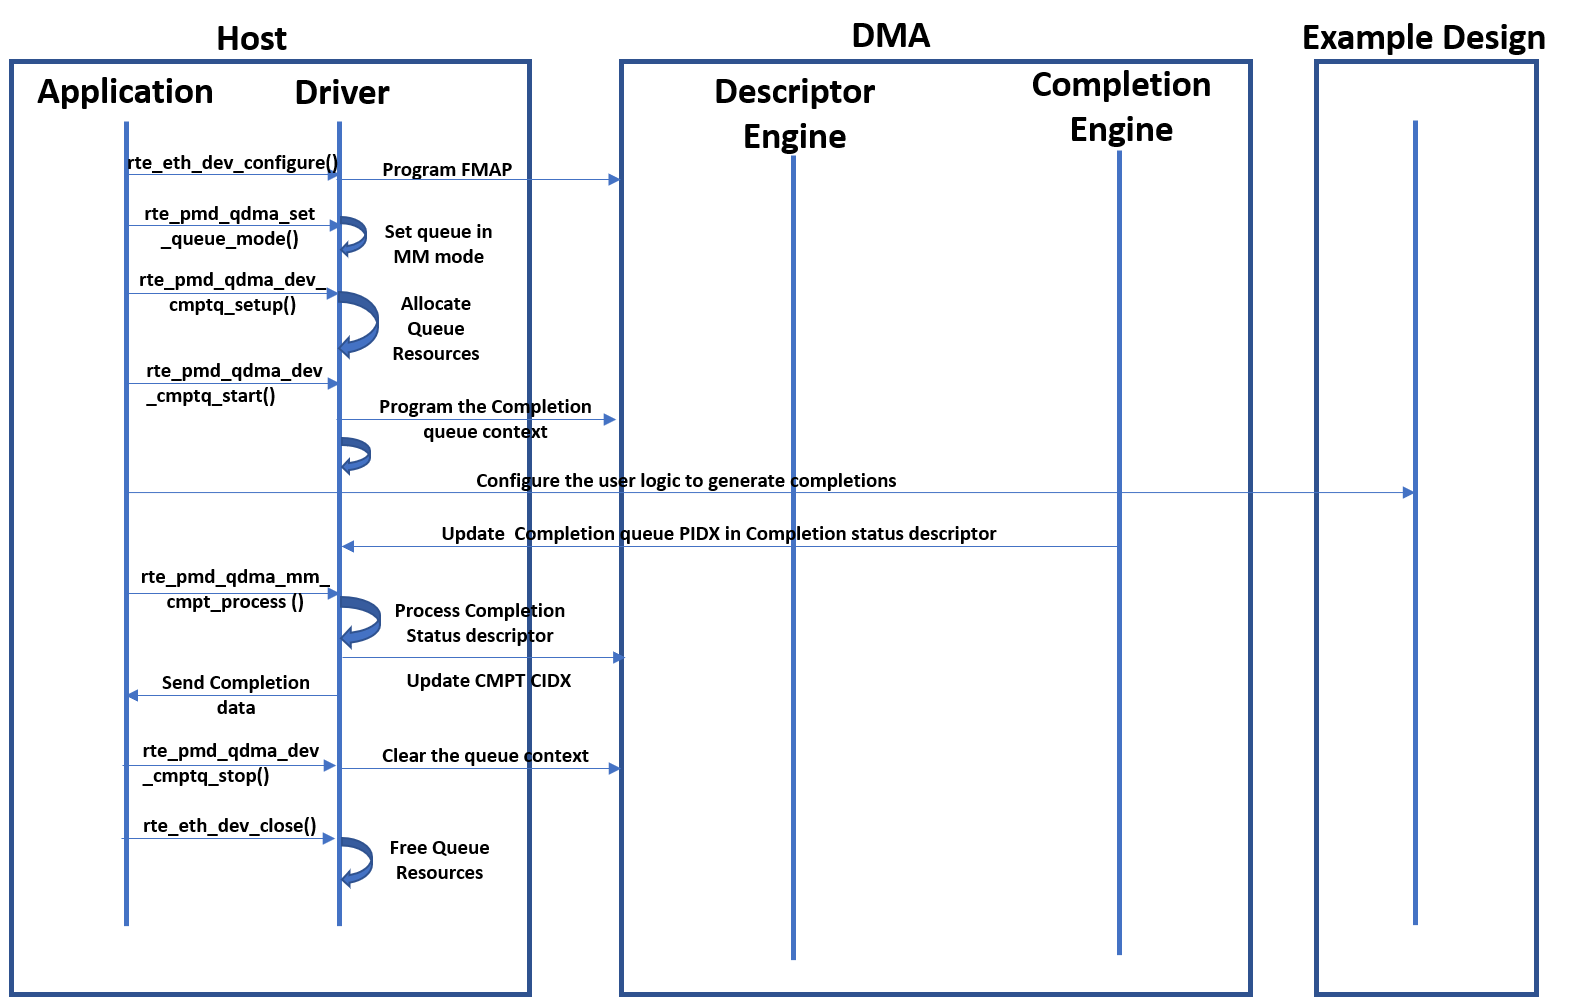 Host
DMA
Example Design
Application
Driver
Descriptor
Engine
Completion
Engine
rte_eth_dev_configure()
Program FMAP
rte_pmd_qdma_set
_queue_mode()
Set queue in
MM mode
rte_pmd_qdma_dev_
cmptq_setup()
Allocate
Queue
Resources
rte_pmd_qdma_dev
_cmptq_start()
Program the Completion
queue context
Configure the user logic to generate completions
Update  Completion queue PIDX in Completion status descriptor
rte_pmd_qdma_mm_
cmpt_process ()
Process Completion
Status descriptor
Update CMPT CIDX
Send Completion
data
rte_pmd_qdma_dev
_cmptq_stop()
Clear the queue context
rte_eth_dev_close()
Free Queue
Resources